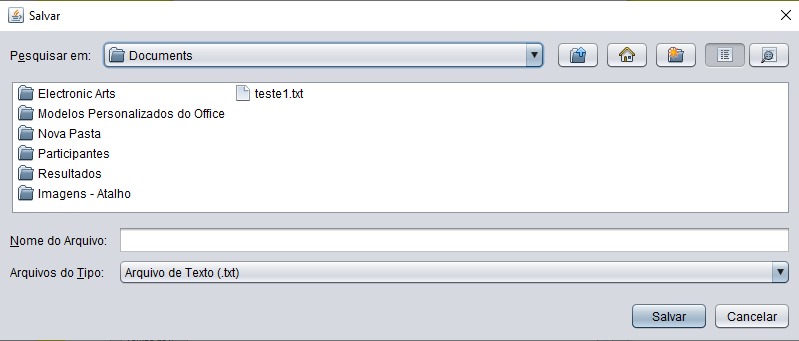 Salvar
Pesquisar em: Documents
Electronic Arts
Modelos Personalizados do Office
Nova Pasta
Participantes
Resultados
Imagens - Atalho
teste1.txt
Nome do Arquivo:
Arquivos do Tipo: Arquivo de Texto (.txt)
Salvar Cancelar